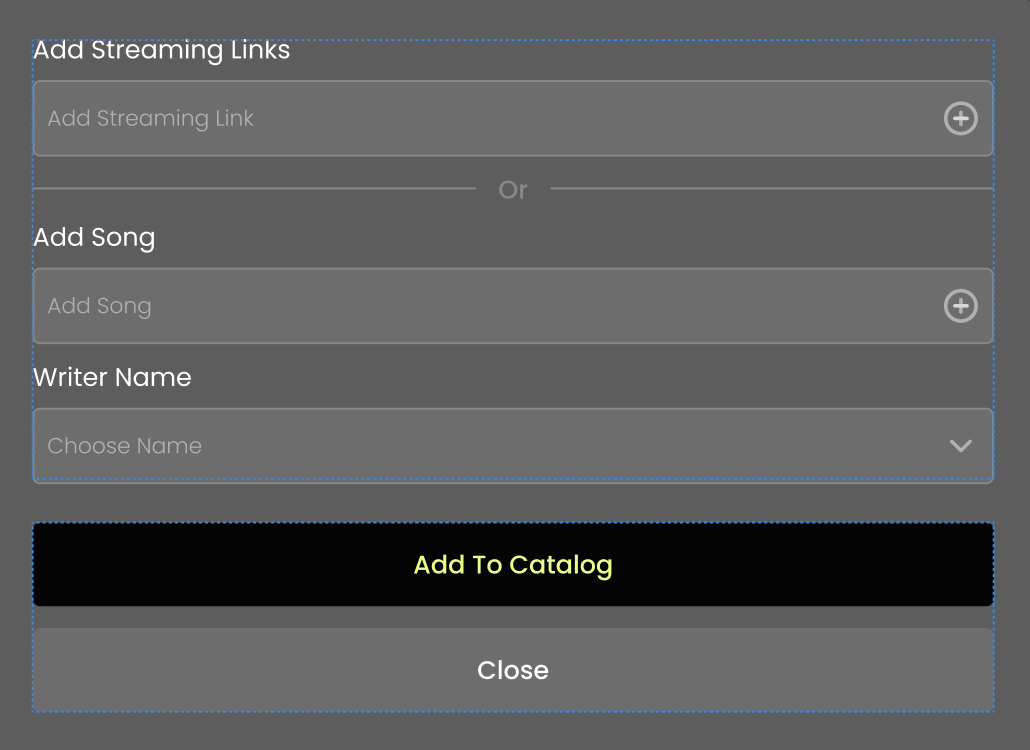 Add Streaming Links
Add Streaming Link
Or
Add Song
Add Song
Writer Name
Choose Name
Add To Catalog
Close